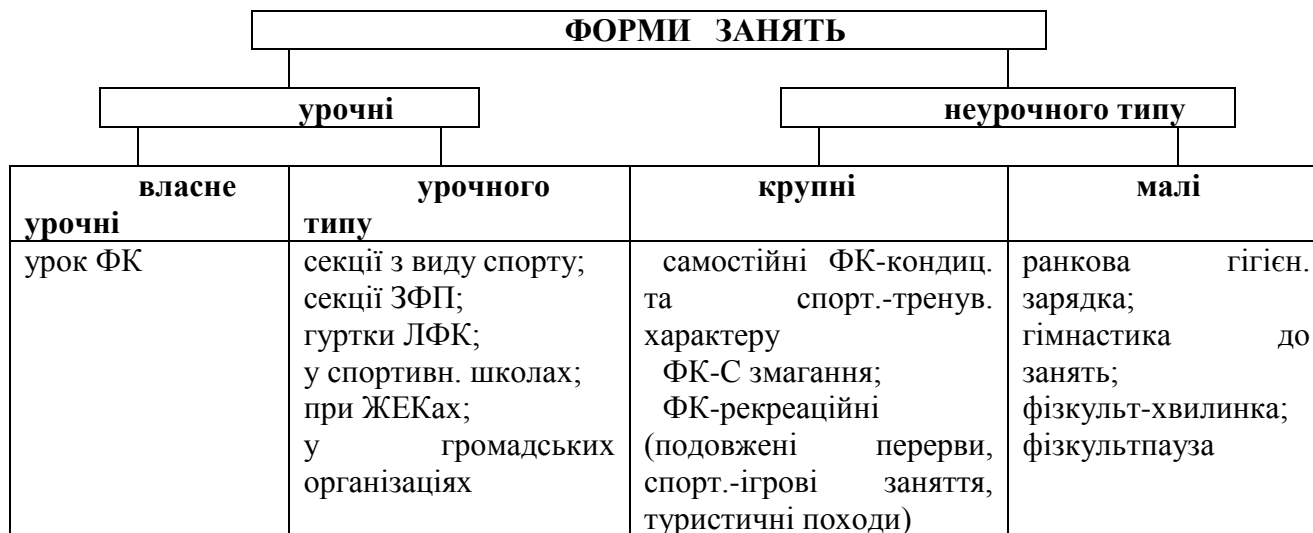 ФОРМИ ЗАНЯТЬ
урочні
неурочного типу
власне
урочні
урочного
типу
крупні
малі
урок ФК
секції з виду спорту;
секції ЗФП;
гуртки ЛФК;
у спортивн. школах;
при ЖЕКах;
у громадських
організаціях
самостійні ФК-кондиц.
та спорт.-тренув.
характеру
ФК-С змагання;
ФК-рекреаційні
(подовжені перерви,
спорт.-ігрові заняття,
туристичні походи)
ранкова гігієн.
зарядка;
гімнастика до
занять;
фізкульт-хвилинка;
фізкультпауза